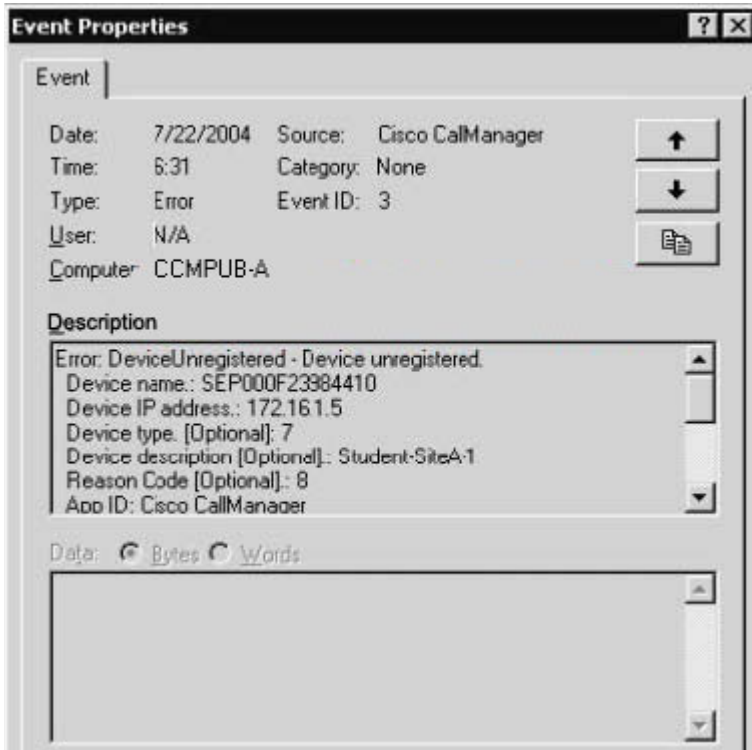 Event Properties
Event
Date: 7/22/2004 Source: Cisco CalManager
Time: 6:31 Category: None
Type: Error Event ID: 3
User: N/A
Computer CCMPUB-A
Description
Error: DeviceUnregistered - Device unregistered.
Device name.: SEP000F23984410
Device IP address.: 172.16.1.5
Device type. [Optional]: 7
Device description [Optional].: Student-SiteA-1
Reason Code [Optional].: 8
App ID: Cisco CallManager
Data: Bytes Words